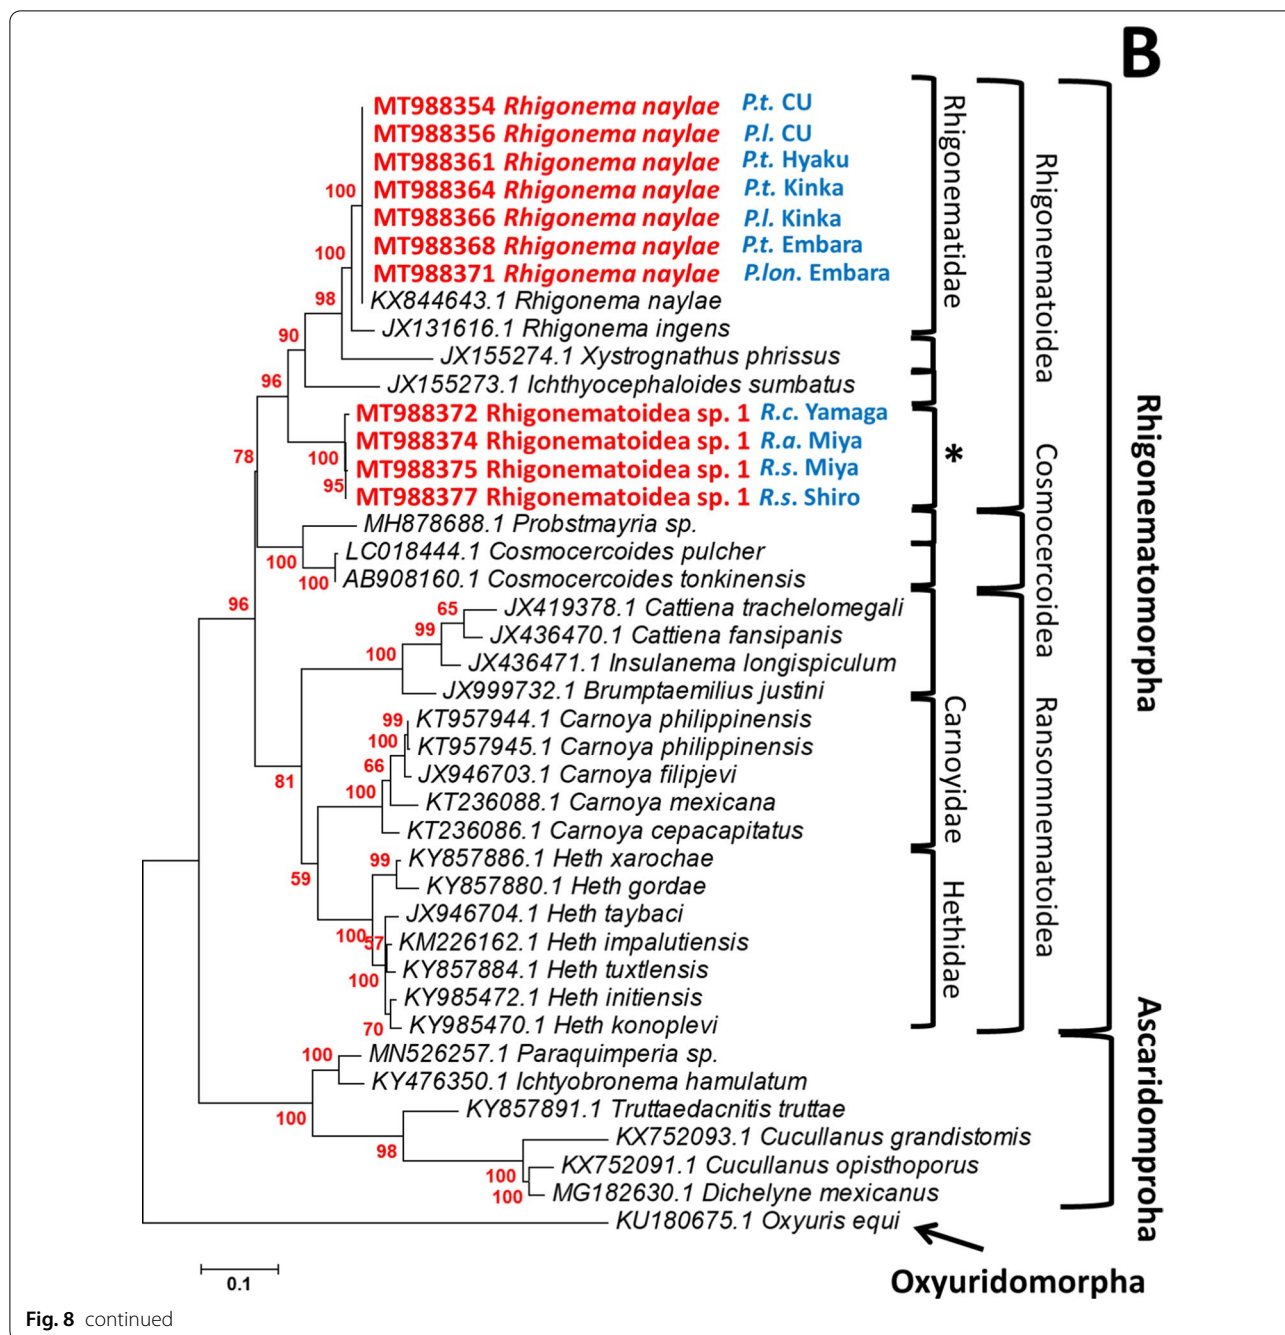 B
MT988354 Rhigonema naylae P.t. CU
MT988356 Rhigonema naylae P.l. CU
MT988361 Rhigonema naylae P.t. Hyaku
MT988364 Rhigonema naylae P.t. Kinka
MT988366 Rhigonema naylae P.l. Kinka
MT988368 Rhigonema naylae P.t. Embara
MT988371 Rhigonema naylae P.lon. Embara
KX844643.1 Rhigonema naylae
JX131616.1 Rhigonema ingens
JX155274.1 Xystrognathus phrissus
JX155273.1 Ichthyocephaloides sumbatus
MT988372 Rhigonematoidea sp. 1 R.c. Yamaga
MT988374 Rhigonematoidea sp. 1 R.a. Miya
MT988375 Rhigonematoidea sp. 1 R.s. Miya
MT988377 Rhigonematoidea sp. 1 R.s. Shiro
MH878688.1 Probstmayria sp.
LC018444.1 Cosmocercoides pulcher
AB908160.1 Cosmocercoides tonkinensis
JX419378.1 Cattiena trachelomegali
JX436470.1 Cattiena fansipanis
JX436471.1 Insulanema longispiculum
JX999732.1 Brumptaemilius justini
KT957944.1 Carnoya philippinensis
KT957945.1 Carnoya philippinensis
JX946703.1 Carnoya filipjevi
KT236088.1 Carnoya mexicana
KT236086.1 Carnoya cepacapitatus
KY857886.1 Heth xarochae
KY857880.1 Heth gordae
JX946704.1 Heth taybaci
KM226162.1 Heth impalutiensis
KY857884.1 Heth tuxtlensis
KY985472.1 Heth initiensis
KY985470.1 Heth konoplevi
MN526257.1 Paraquimperia sp.
KY476350.1 Ichtyobronema hamulatum
KY857891.1 Truttaedacnitis truttae
KX752093.1 Cucullanus grandistomis
KX752091.1 Cucullanus opisthoporus
MG182630.1 Dichelyne mexicanus
KU180675.1 Oxyuris equi
100
100
98
90
96
100
95
78
100
100
96
65
99
100
99
100
66
100
81
59
99
100
57
100
70
100
100
98
100
100
Rhigonematidae
*
Carnoyidae
Hethidae
Rhigonematoidea
Cosmocercoidea
Ransomnematoidea
Rhigonematomorpha
Ascaridomproha
Oxyuridomorpha
0.1
Fig. 8 continued